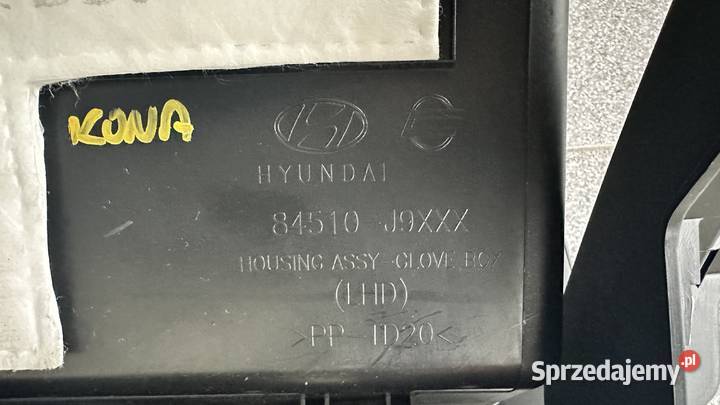 KONA
HYUNDAI
84510-J9XXX
HOUSING ASSY-GLOVE BOX
(LHD)
>PP-TD20<
Sprzedajemy.pl